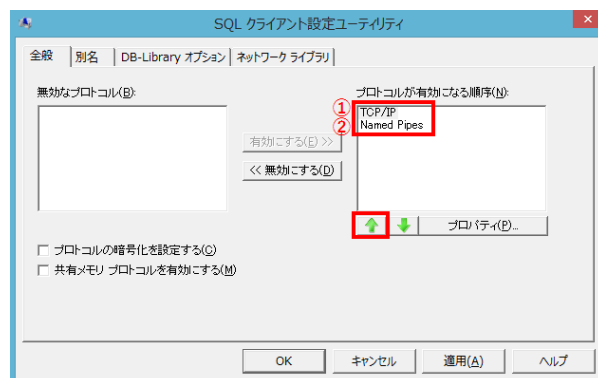 SQL クライアント設定ユーティリティ
全般 別名 DB-Library オプション ネットワーク ライブラリ
無効なプロトコル(B):
プロトコルが有効になる順序(N):
① TCP/IP
② Named Pipes
有効にする(E) >>
<< 無効にする(D)
プロパティ(P)...
プロトコルの暗号化を設定する(C)
共有メモリ プロトコルを有効にする(M)
OK キャンセル 適用(A) ヘルプ